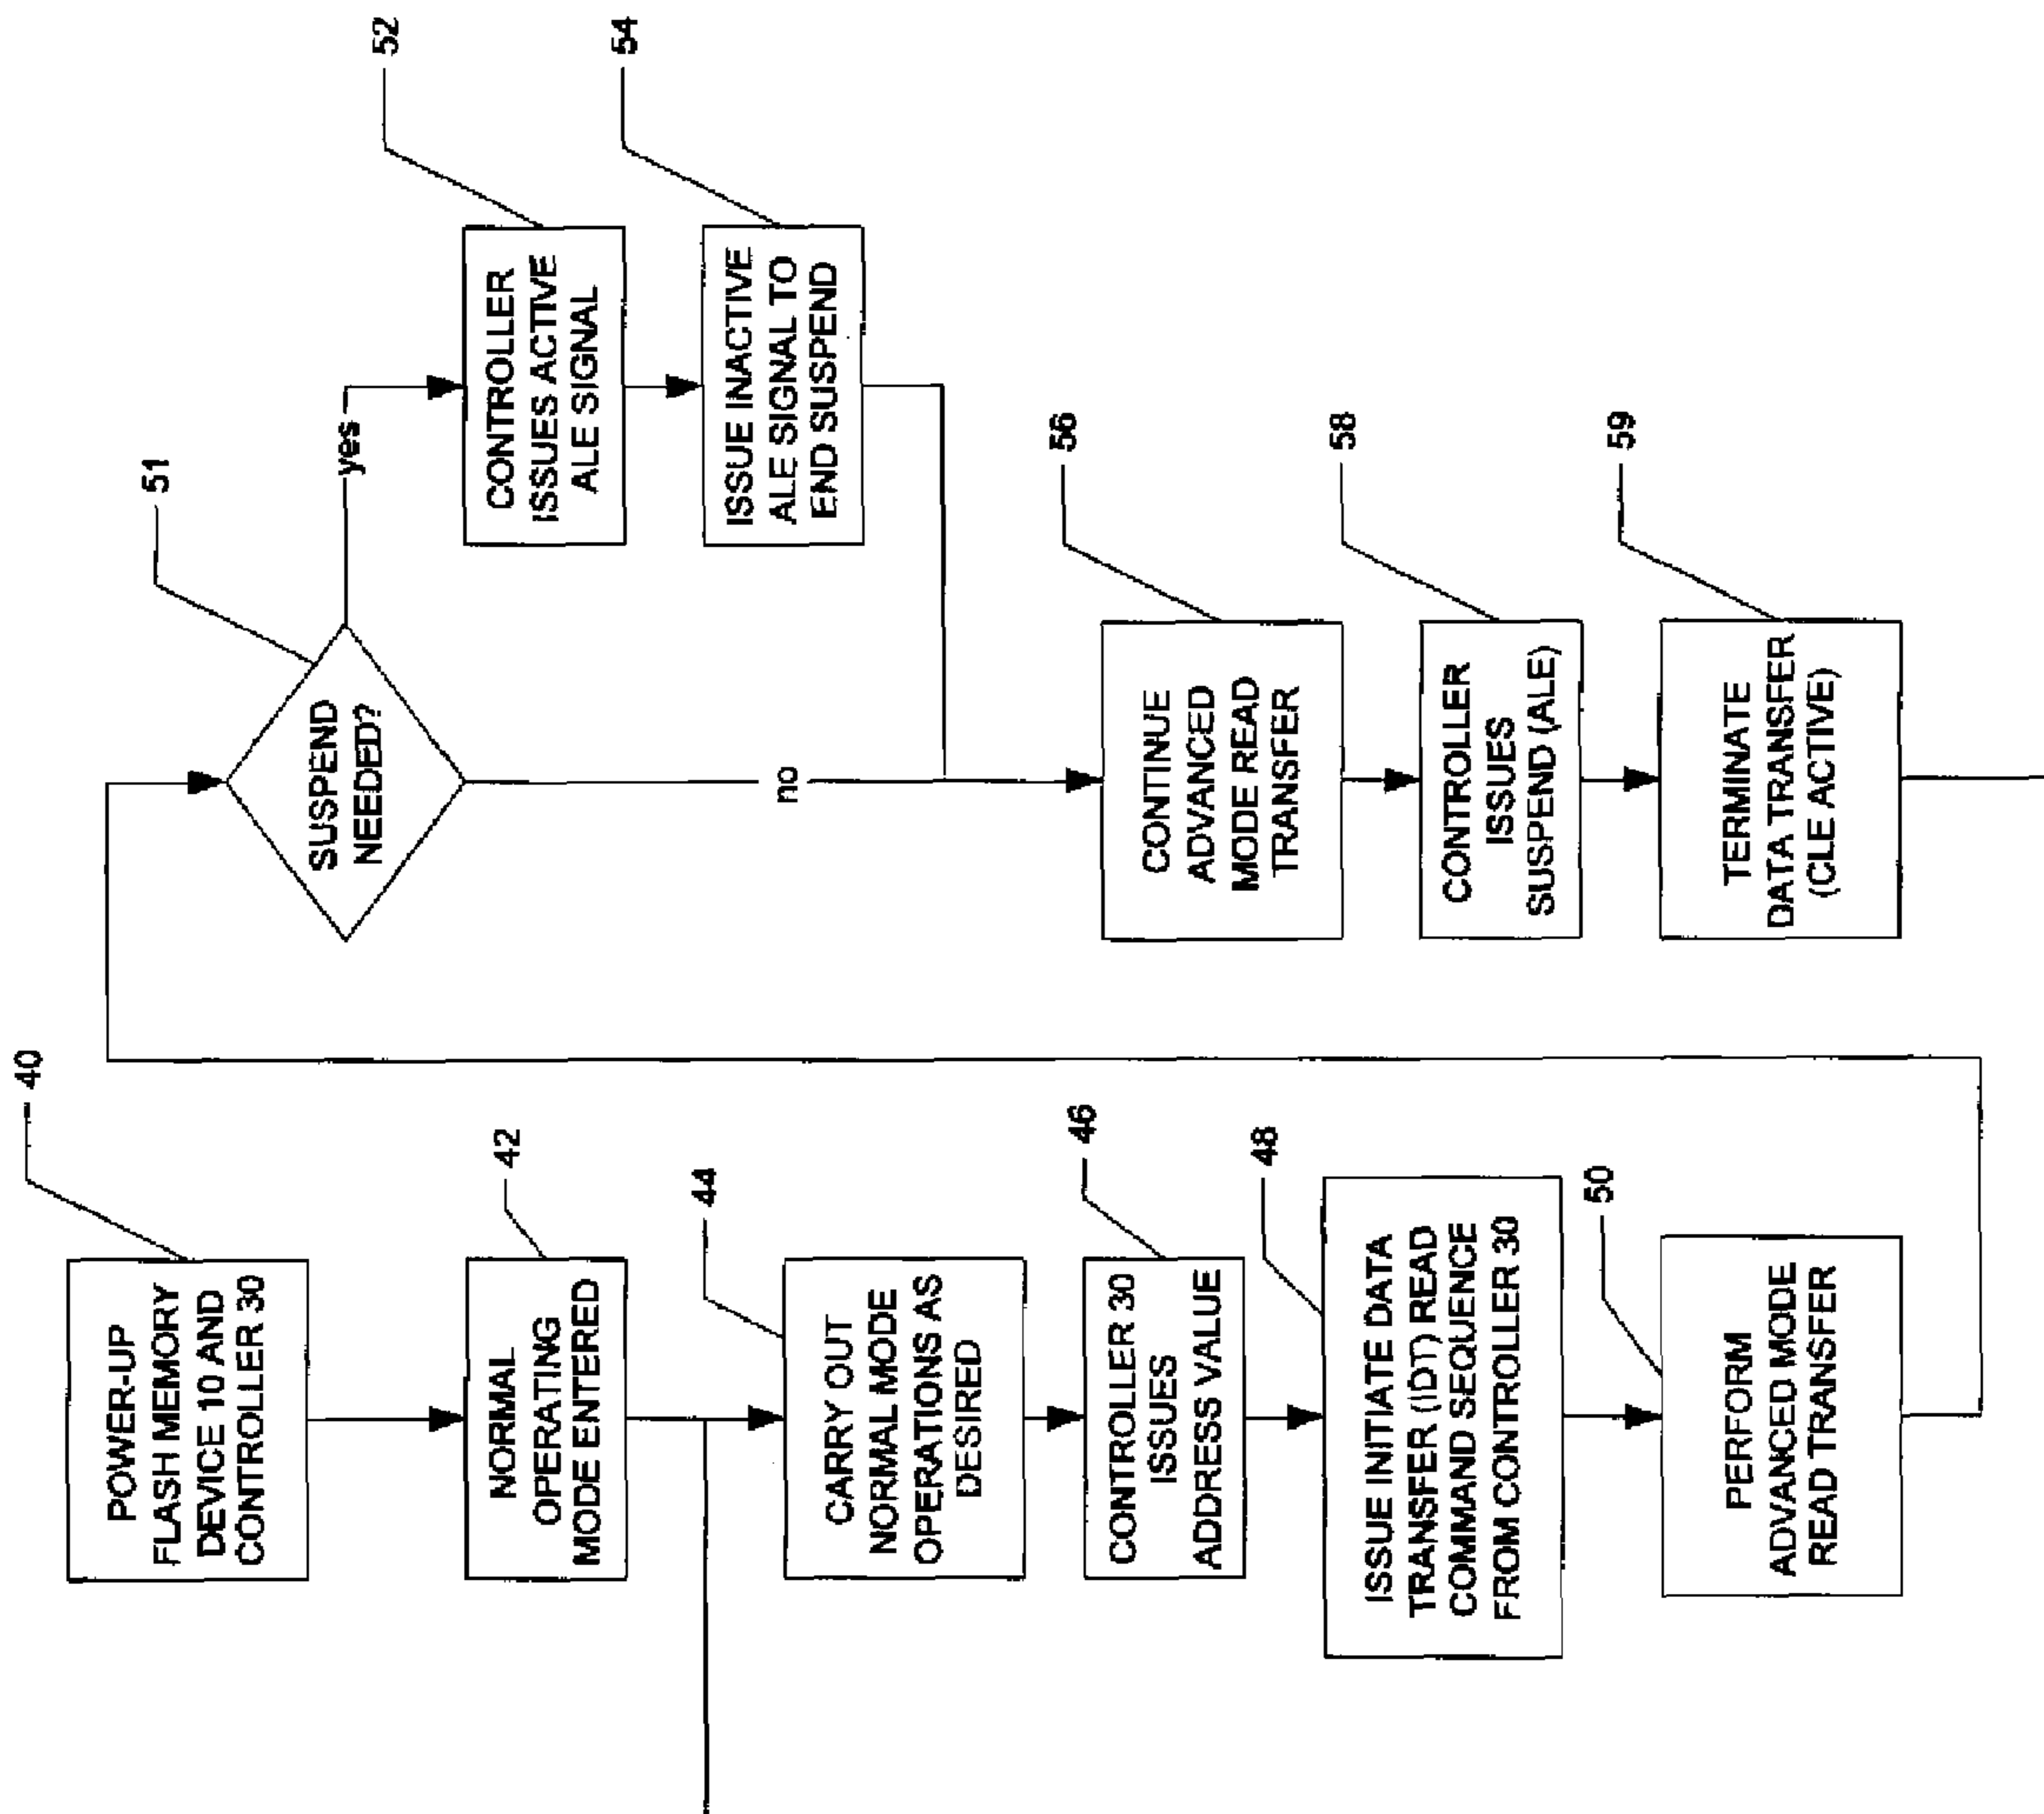 40
POWER-UP
FLASH MEMORY
DEVICE 10 AND
CONTROLLER 30
42
NORMAL
OPERATING
MODE ENTERED
44
CARRY OUT
NORMAL MODE
OPERATIONS AS
DESIRED
46
CONTROLLER 30
ISSUES
ADDRESS VALUE
48
ISSUE INITIATE DATA
TRANSFER (IDT) READ
COMMAND SEQUENCE
FROM CONTROLLER 30
50
PERFORM
ADVANCED MODE
READ TRANSFER
51
SUSPEND
NEEDED?
yes
no
52
CONTROLLER
ISSUES ACTIVE
ALE SIGNAL
54
ISSUE INACTIVE
ALE SIGNAL TO
END SUSPEND
56
CONTINUE
ADVANCED
MODE READ
TRANSFER
58
CONTROLLER
ISSUES
SUSPEND (ALE)
59
TERMINATE
DATA TRANSFER
(CLE ACTIVE)